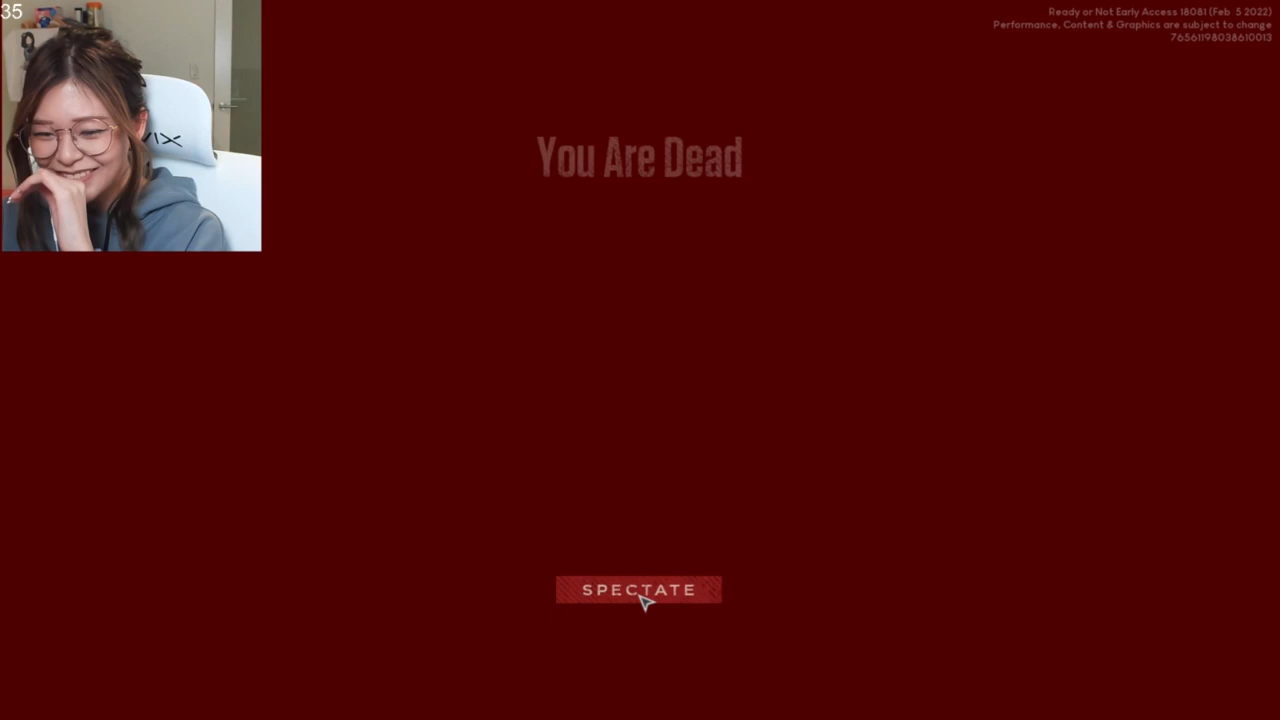 35
Ready or Not Early Access 18081 (Feb 5 2022)
Performance, Content & Graphics are subject to change
76561198038610013
You Are Dead
SPECTATE